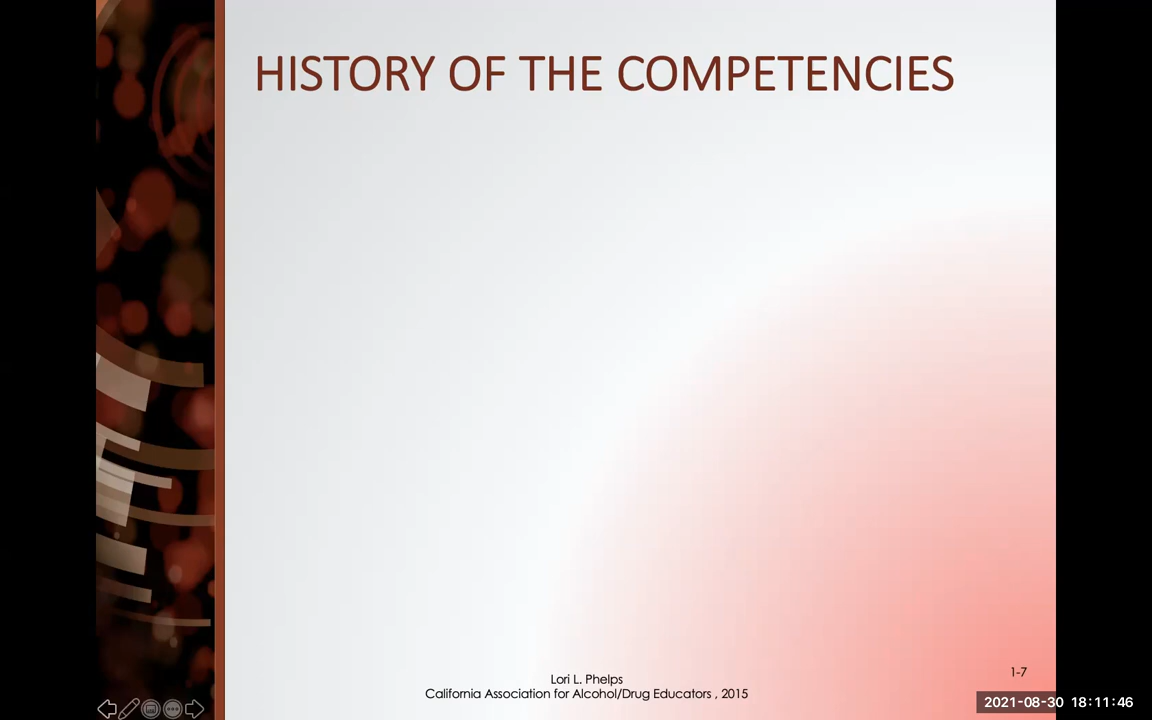 HISTORY OF THE COMPETENCIES
Lori L. Phelps
California Association for Alcohol/Drug Educators , 2015
1-7
2021-08-30 18:11:46